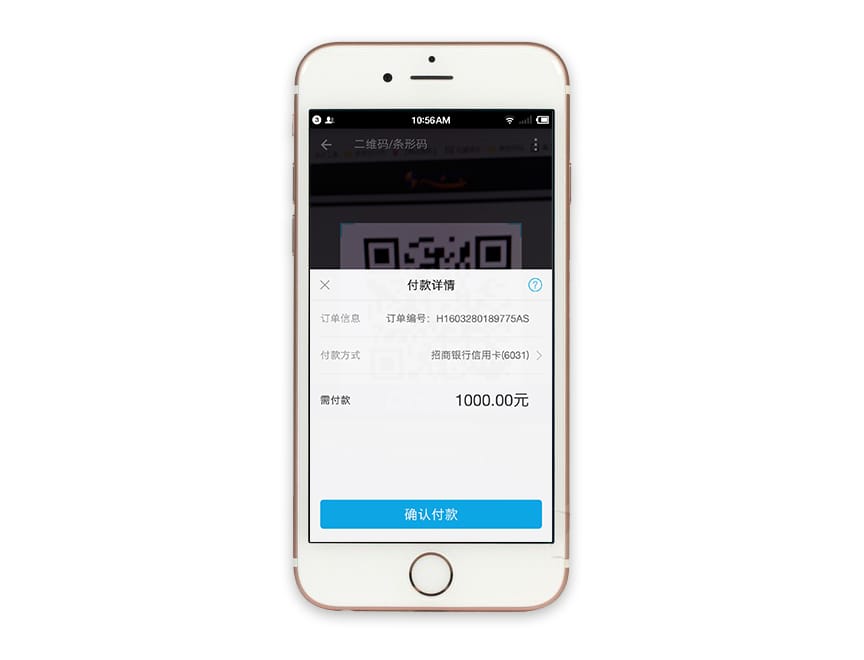 10:56AM
二维码/条形码
付款详情
订单信息 订单编号：H1603280189775AS
付款方式 招商银行信用卡(6031)
需付款 1000.00元
确认付款